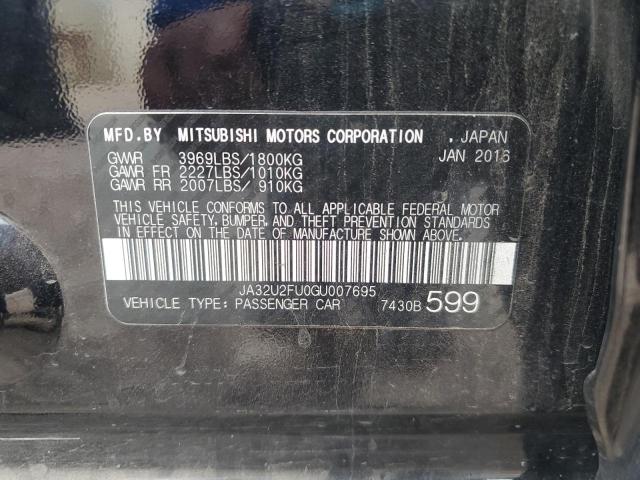 MFD.BY MITSUBISHI MOTORS CORPORATION , JAPAN
GVWR 3969LBS/1800KG JAN 2016
GAWR FR 2227LBS/1010KG
GAWR RR 2007LBS/ 910KG
THIS VEHICLE CONFORMS TO ALL APPLICABLE FEDERAL MOTOR
VEHICLE SAFETY, BUMPER, AND THEFT PREVENTION STANDARDS
IN EFFECT ON THE DATE OF MANUFACTURE SHOWN ABOVE.
JA32U2FU0GU007695
VEHICLE TYPE: PASSENGER CAR 7430B 599